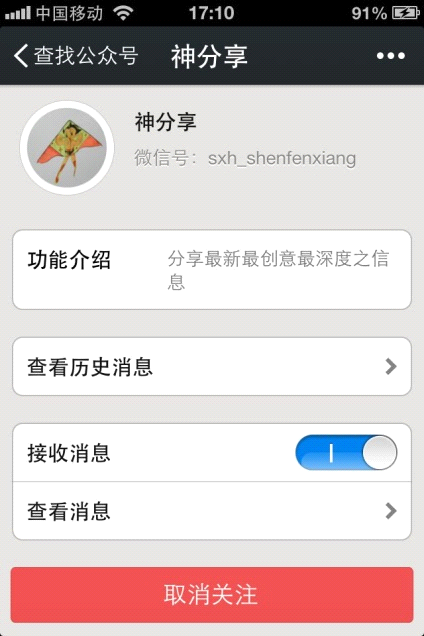 中国移动 17:10 91%
查找公众号 神分享
神分享
微信号：sxh_shenfenxiang
功能介绍 分享最新最创意最深度之信
息
查看历史消息
接收消息
查看消息
取消关注